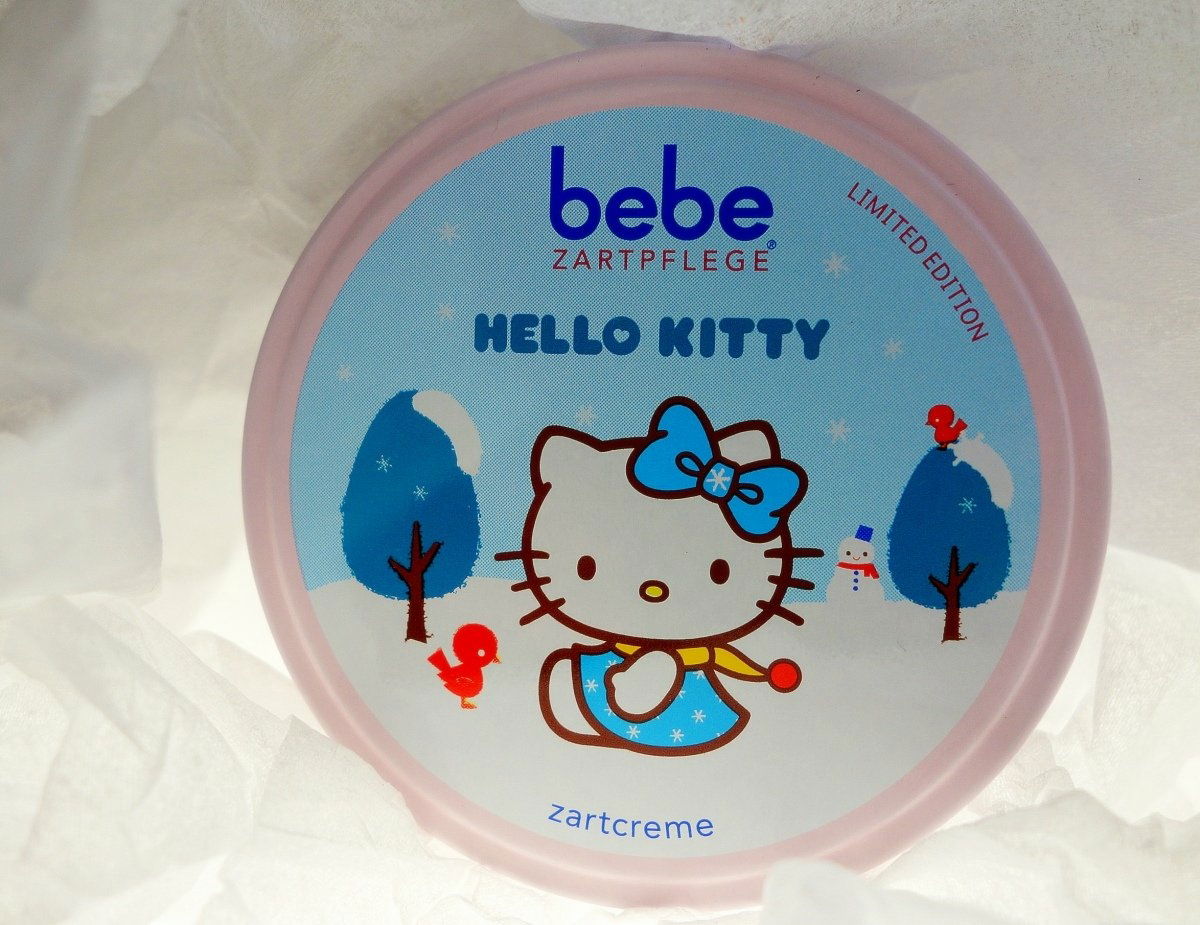 bebe®
ZARTPFLEGE
LIMITED EDITION
HELLO KITTY
zartcreme